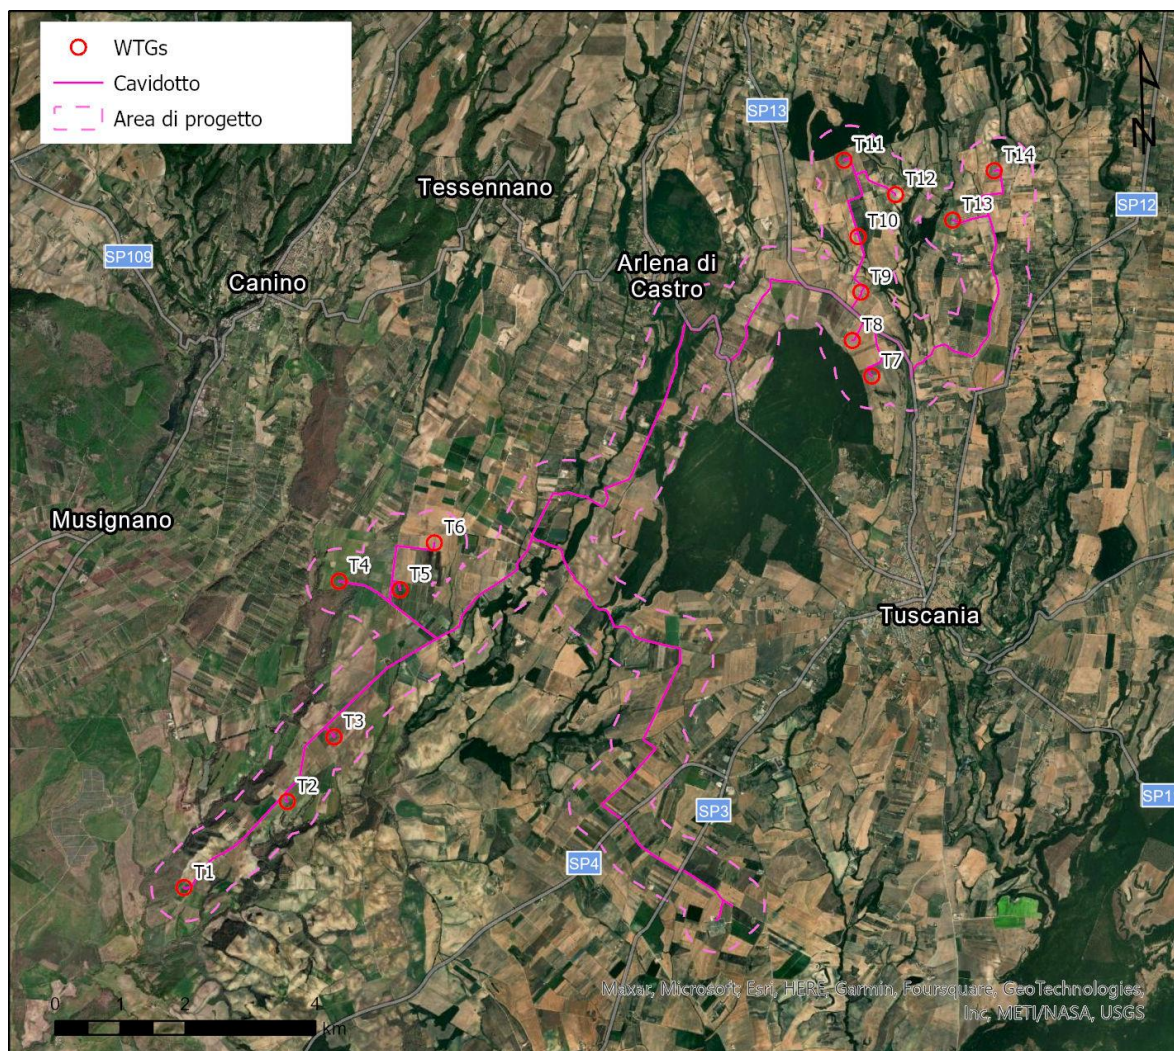 WTGs
Cavidotto
Area di progetto
SP13
T11
T14
T12
Tessennano
T13
SP12
T10
SP109
Arlena di
Castro
Canino
T9
T8
T7
Musignano
T6
T4
T5
Tuscania
T3
T2
SP1
SP3
SP4
T1
0 1 2 4
km
Maxar, Microsoft, Esri, HERE, Garmin, Foursquare, GeoTechnologies,
Inc, METI/NASA, USGS
N